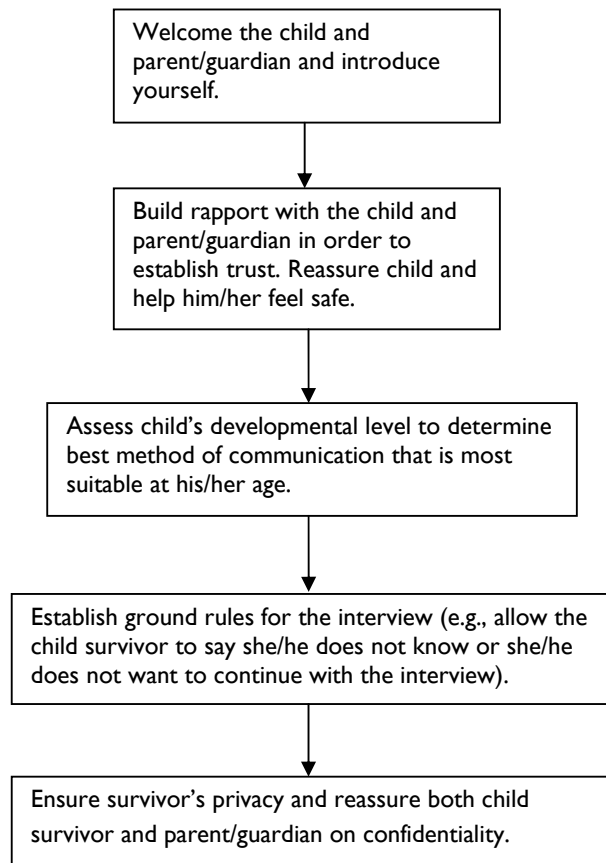 Welcome the child and
parent/guardian and introduce
yourself.
Build rapport with the child and
parent/guardian in order to
establish trust. Reassure child and
help him/her feel safe.
Assess child’s developmental level to determine
best method of communication that is most
suitable at his/her age.
Establish ground rules for the interview (e.g., allow the
child survivor to say she/he does not know or she/he
does not want to continue with the interview).
Ensure survivor’s privacy and reassure both child
survivor and parent/guardian on confidentiality.